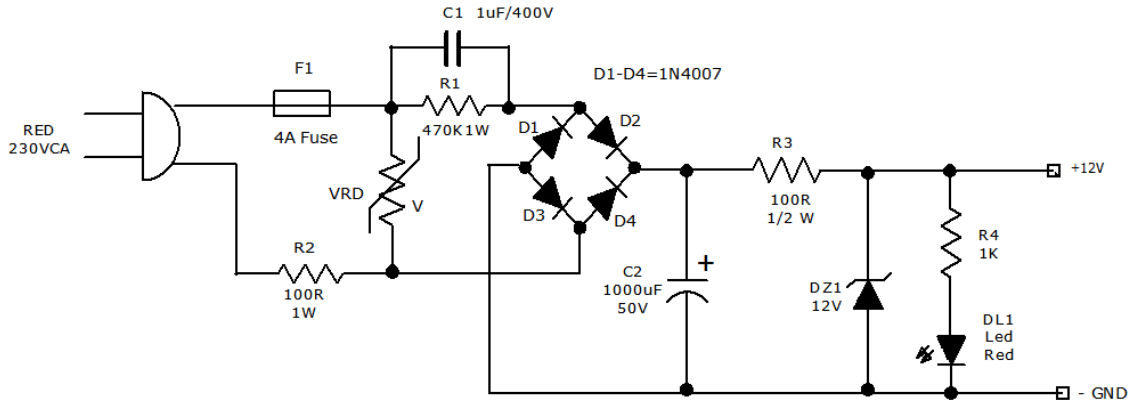 C1 1uF/400V
F1
R1
D1-D4=1N4007
RED
230VCA
4A Fuse
470K1W
D1
D2
R3
+12V
VRD
V
D3
D4
100R
1/2 W
R2
100R
1W
C2
1000uF
50V
+
DZ1
12V
R4
1K
DL1
Led
Red
- GND